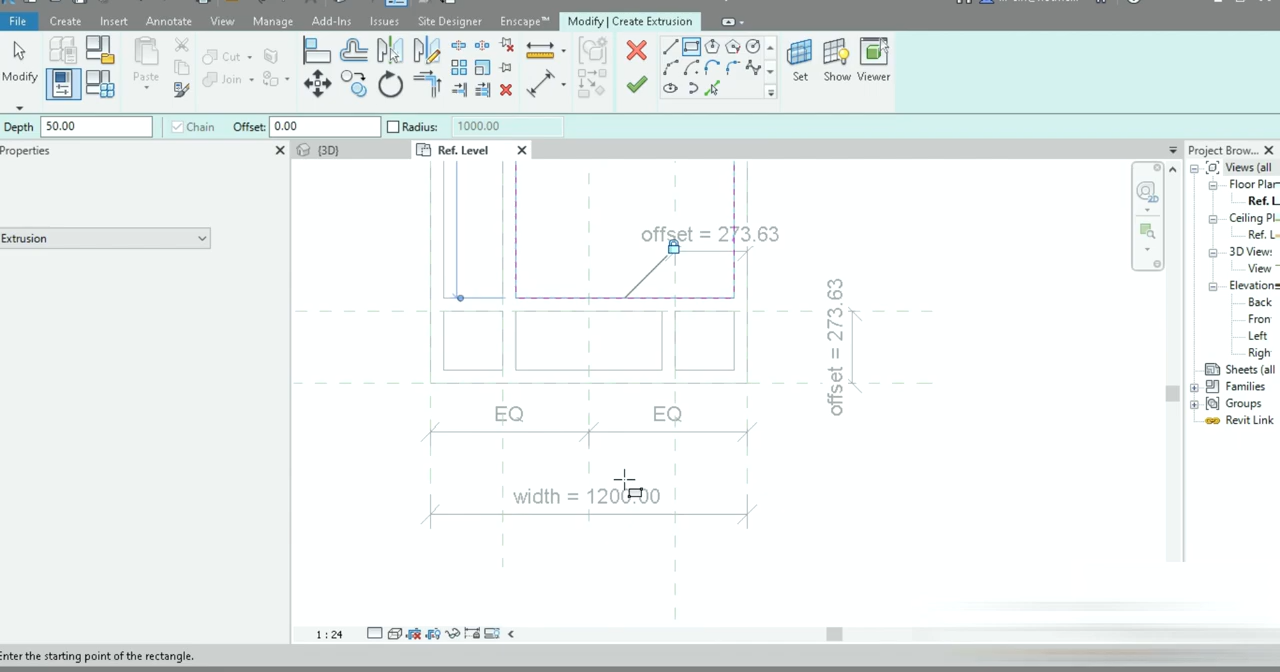 File Create Insert Annotate View Manage Add-Ins Issues Site Designer Enscape™ Modify | Create Extrusion
Modify
Paste
Cut
Join
Set Show Viewer
Depth 50.00 Chain Offset: 0.00 Radius: 1000.00
Properties
{3D}
Ref. Level
Project Brow...
Extrusion
Views (all
Floor Plan
Ref. L
Ceiling Pl
Ref. L
3D Views
View
Elevations
Back
Fron
Left
Righ
Sheets (all
Families
Groups
Revit Link
2D
offset = 273.63
offset = 273.63
EQ EQ
width = 1200.00
1 : 24
Enter the starting point of the rectangle.